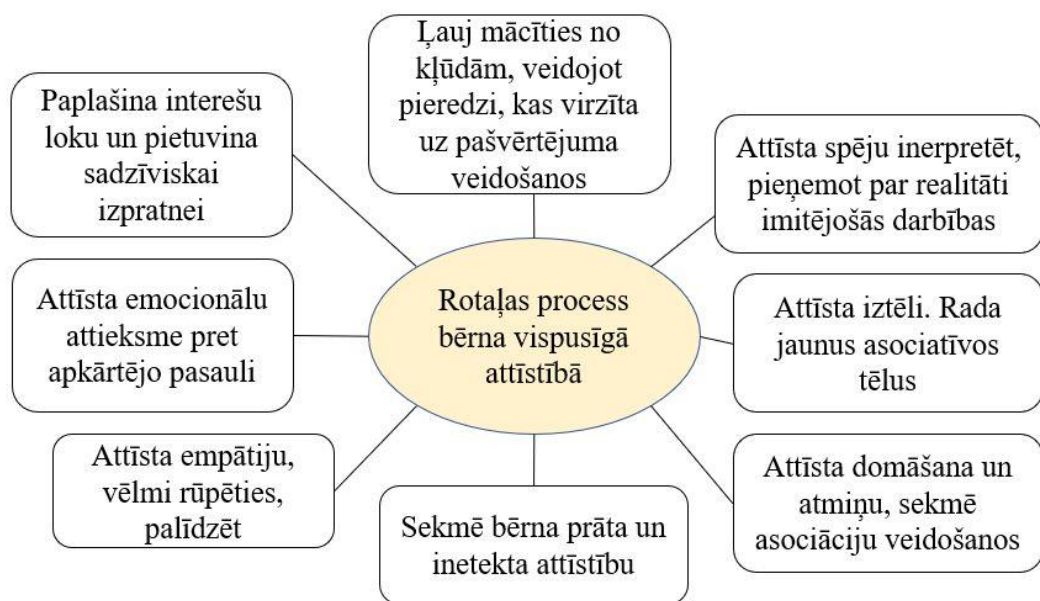 Ļauj mācīties no
kļūdām, veidojot
pieredzi, kas virzīta
uz pašvērtējuma
veidošanos
Paplašina interešu
loku un pietuvina
sadzīviskai
izpratnei
Attīsta spēju inerpretēt,
pieņemot par realitāti
imitējošās darbības
Attīsta emocionālu
attieksme pret
apkārtējo pasauli
Rotaļas process
bērna vispusīgā
attīstībā
Attīsta iztēli. Rada
jaunus asociatīvos
tēlus
Attīsta empātiju,
vēlmi rūpēties,
palīdzēt
Sekmē bērna prāta un
inetekta attīstību
Attīsta domāšana un
atmiņu, sekmē
asociāciju veidošanos